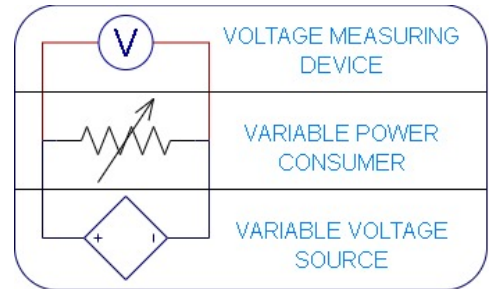 V
VOLTAGE MEASURING
DEVICE
VARIABLE POWER
CONSUMER
+ -
VARIABLE VOLTAGE
SOURCE